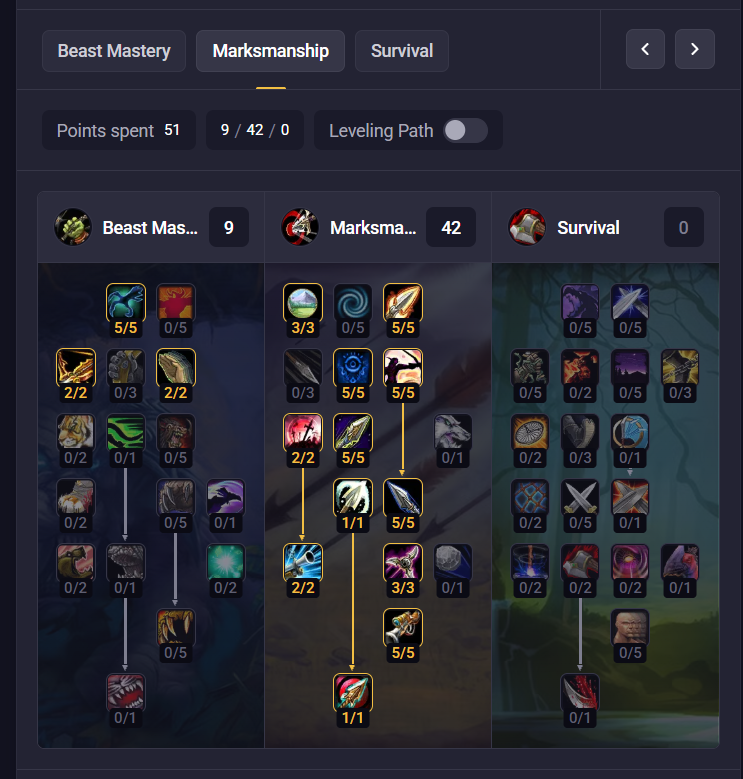 Beast Mastery Marksmanship Survival
Points spent 51 9 / 42 / 0 Leveling Path
Beast Mas... 9 Marksma... 42 Survival 0
5/5 0/5 3/3 0/5 5/5 0/5 0/5
2/2 0/3 2/2 0/3 5/5 5/5 0/5 0/2 0/5 0/3
0/2 0/1 0/5 2/2 5/5 0/1 0/2 0/3 0/2
0/2 0/5 0/1 1/1 5/5 0/2 0/5 0/1
0/2 0/1 0/2 2/2 3/3 0/1 0/2 0/2 0/2 0/1
0/5 5/5 0/5
0/1 1/1 0/1